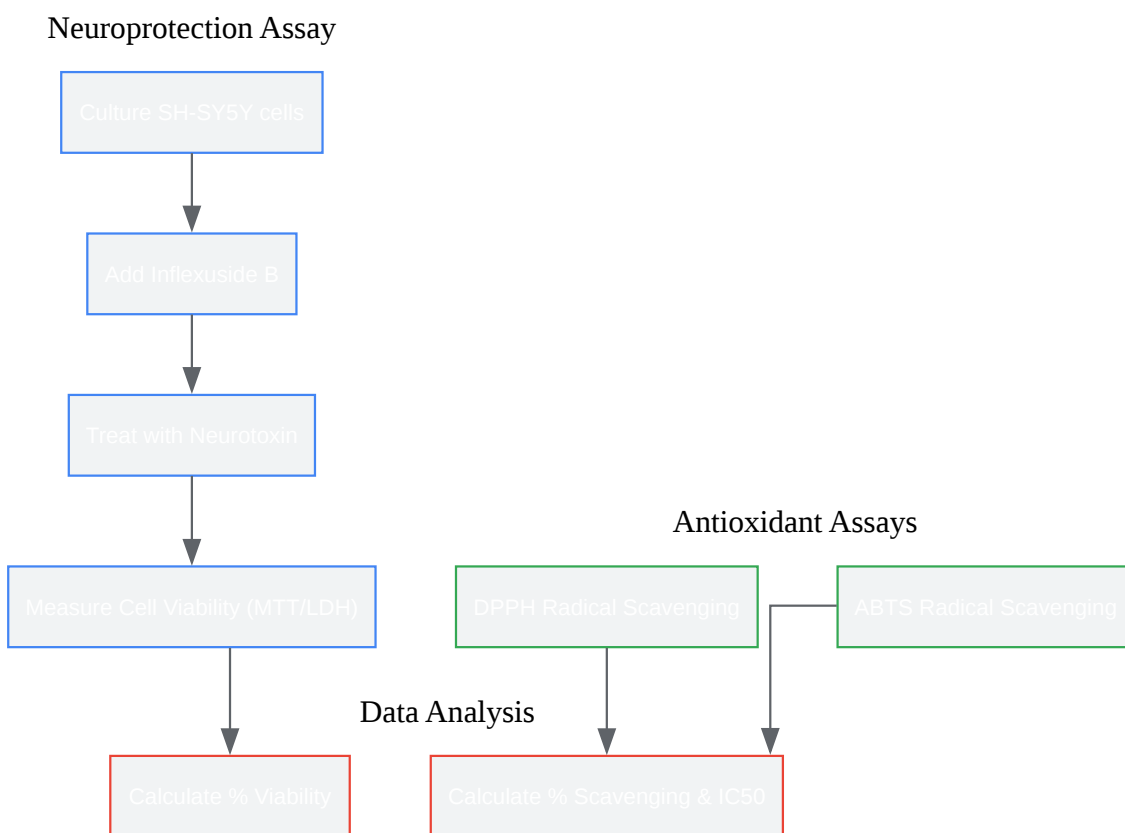 Neuroprotection Assay
Culture SH-SY5Y cells
Add Inflexuside B
Treat with Neurotoxin
Measure Cell Viability (MTT/LDH)
Antioxidant Assays
DPPH Radical Scavenging
ABTS Radical Scavenging
Data Analysis
Calculate % Viability
Calculate % Scavenging & IC50